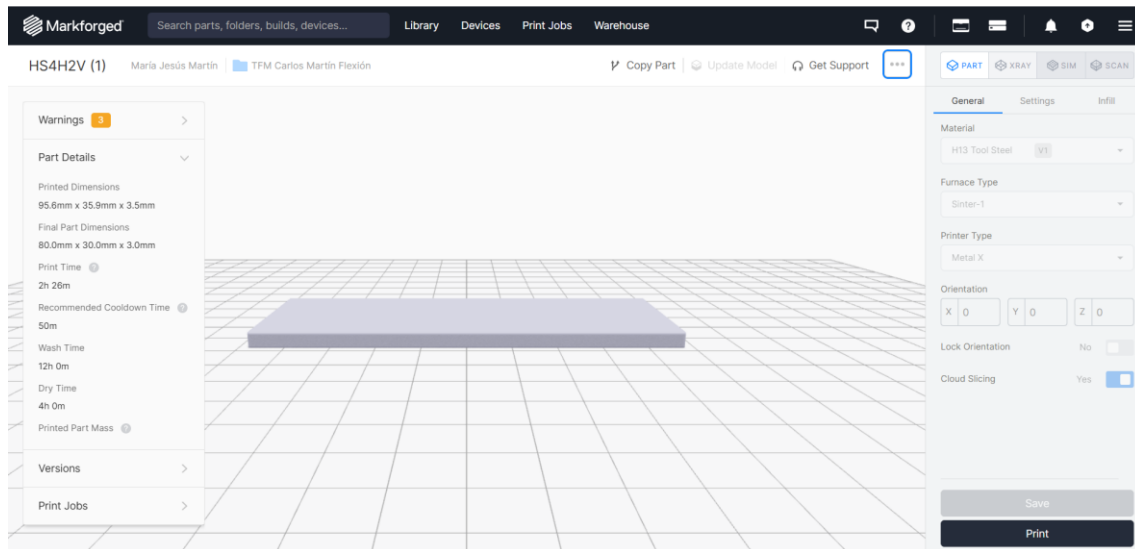 Markforged
Search parts, folders, builds, devices...
Library
Devices
Print Jobs
Warehouse
HS4H2V (1)
María Jesús Martín
TFM Carlos Martín Flexión
Copy Part
Update Model
Get Support
PART
XRAY
SIM
SCAN
Warnings 3
Part Details
Printed Dimensions
95.6mm x 35.9mm x 3.5mm
Final Part Dimensions
80.0mm x 30.0mm x 3.0mm
Print Time
2h 26m
Recommended Cooldown Time
50m
Wash Time
12h 0m
Dry Time
4h 0m
Printed Part Mass
Versions
Print Jobs
General
Settings
Infill
Material
H13 Tool Steel V1
Furnace Type
Sinter-1
Printer Type
Metal X
Orientation
X 0 Y 0 Z 0
Lock Orientation No
Cloud Slicing Yes
Save
Print